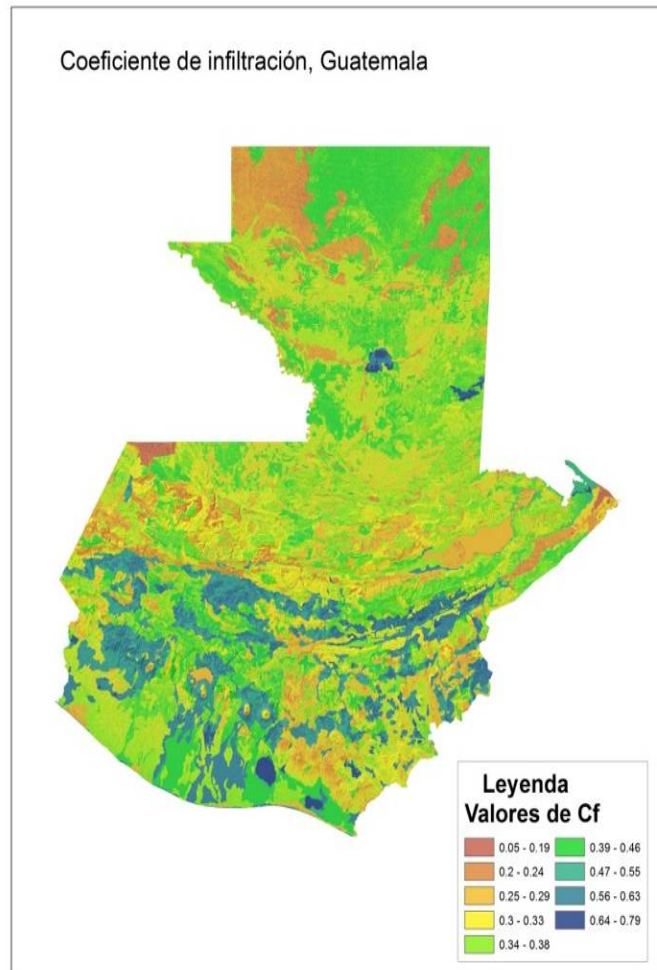 Coeficiente de infiltración, Guatemala
Leyenda
Valores de Cf
0.05 - 0.19
0.2 - 0.24
0.25 - 0.29
0.3 - 0.33
0.34 - 0.38
0.39 - 0.46
0.47 - 0.55
0.56 - 0.63
0.64 - 0.79